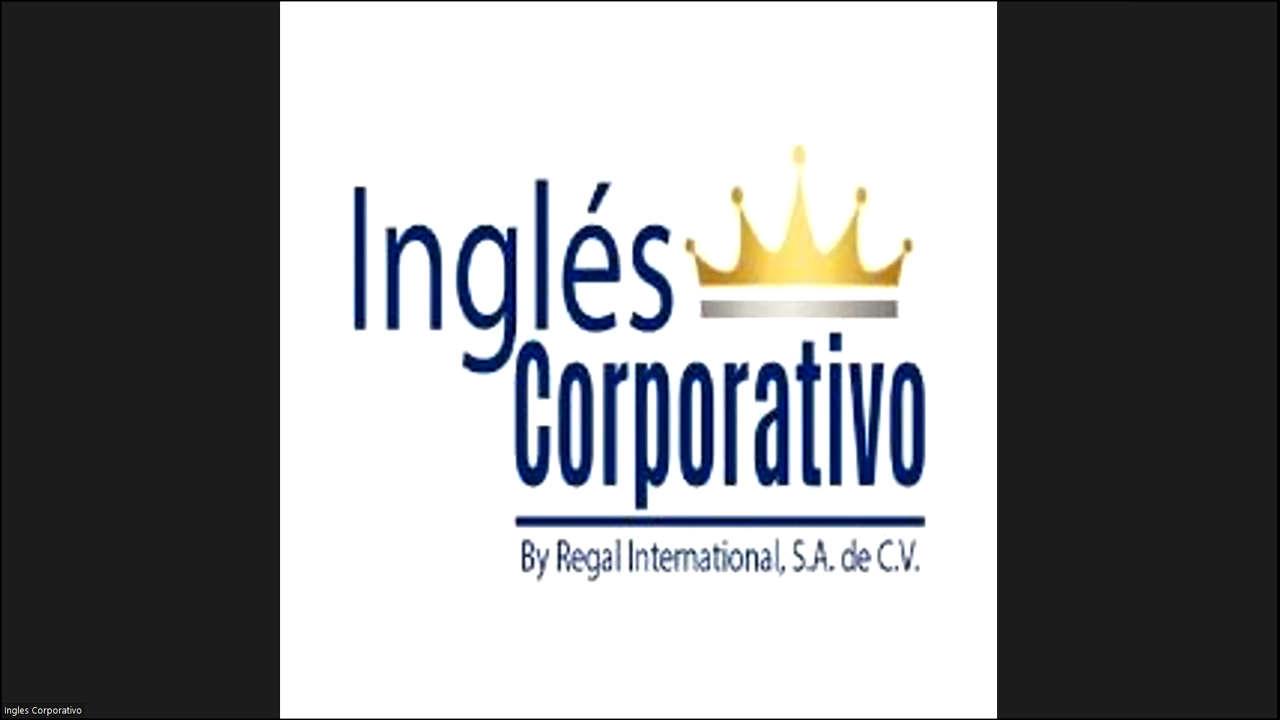 Inglés
Corporativo
By Regal International, S.A. de C.V.
Ingles Corporativo